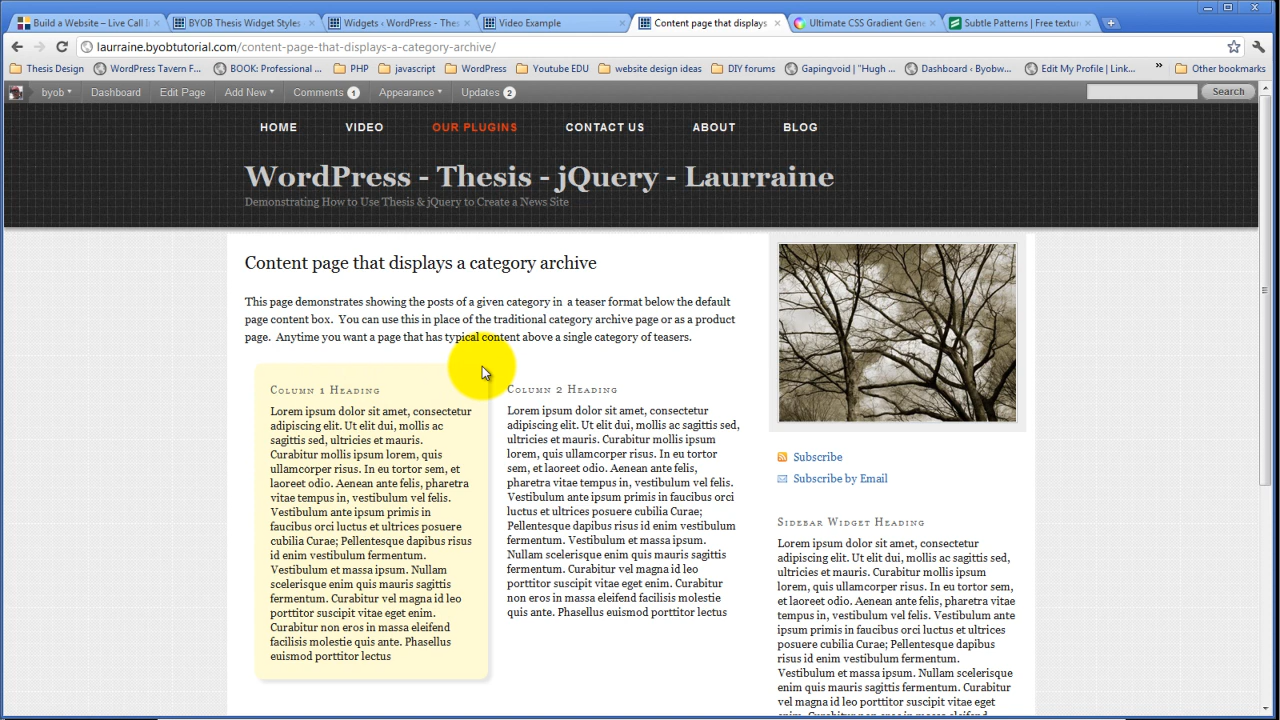 Build a Website – Live Call I
BYOB Thesis Widget Styles
Widgets ‹ WordPress - Thes
Video Example
Content page that displays
Ultimate CSS Gradient Gene
Subtle Patterns | Free textur
laurraine.byobtutorial.com/content-page-that-displays-a-category-archive/
Thesis Design
WordPress Tavern F...
BOOK: Professional ...
PHP
javascript
WordPress
Youtube EDU
website design ideas
DIY forums
Gapingvoid | "Hugh ...
Dashboard ‹ Byobw...
Edit My Profile | Link...
»
Other bookmarks
byob
Dashboard
Edit Page
Add New
Comments 1
Appearance
Updates 2
Search
HOME
VIDEO
OUR PLUGINS
CONTACT US
ABOUT
BLOG
WordPress - Thesis - jQuery - Laurraine
Demonstrating How to Use Thesis & jQuery to Create a News Site
Content page that displays a category archive
This page demonstrates showing the posts of a given category in a teaser format below the default
page content box. You can use this in place of the traditional category archive page or as a product
page. Anytime you want a page that has typical content above a single category of teasers.
Column 1 Heading
Lorem ipsum dolor sit amet, consectetur
adipiscing elit. Ut elit dui, mollis ac
sagittis sed, ultricies et mauris.
Curabitur mollis ipsum lorem, quis
ullamcorper risus. In eu tortor sem, et
laoreet odio. Aenean ante felis, pharetra
vitae tempus in, vestibulum vel felis.
Vestibulum ante ipsum primis in
faucibus orci luctus et ultrices posuere
cubilia Curae; Pellentesque dapibus risus
id enim vestibulum fermentum.
Vestibulum et massa ipsum. Nullam
scelerisque enim quis mauris sagittis
fermentum. Curabitur vel magna id leo
porttitor suscipit vitae eget enim.
Curabitur non eros in massa eleifend
facilisis molestie quis ante. Phasellus
euismod porttitor lectus
Column 2 Heading
Lorem ipsum dolor sit amet, consectetur
adipiscing elit. Ut elit dui, mollis ac sagittis sed,
ultricies et mauris. Curabitur mollis ipsum
lorem, quis ullamcorper risus. In eu tortor
sem, et laoreet odio. Aenean ante felis,
pharetra vitae tempus in, vestibulum vel felis.
Vestibulum ante ipsum primis in faucibus orci
luctus et ultrices posuere cubilia Curae;
Pellentesque dapibus risus id enim vestibulum
fermentum. Vestibulum et massa ipsum.
Nullam scelerisque enim quis mauris sagittis
fermentum. Curabitur vel magna id leo
porttitor suscipit vitae eget enim. Curabitur
non eros in massa eleifend facilisis molestie
quis ante. Phasellus euismod porttitor lectus
Subscribe
Subscribe by Email
Sidebar Widget Heading
Lorem ipsum dolor sit amet, consectetur
adipiscing elit. Ut elit dui, mollis ac sagittis sed,
ultricies et mauris. Curabitur mollis ipsum
lorem, quis ullamcorper risus. In eu tortor sem,
et laoreet odio. Aenean ante felis, pharetra
vitae tempus in, vestibulum vel felis.
Vestibulum ante ipsum primis in faucibus orci
luctus et ultrices posuere cubilia Curae;
Pellentesque dapibus risus id enim vestibulum
fermentum. Vestibulum et massa ipsum.
Nullam scelerisque enim quis mauris sagittis
fermentum. Curabitur vel magna id leo